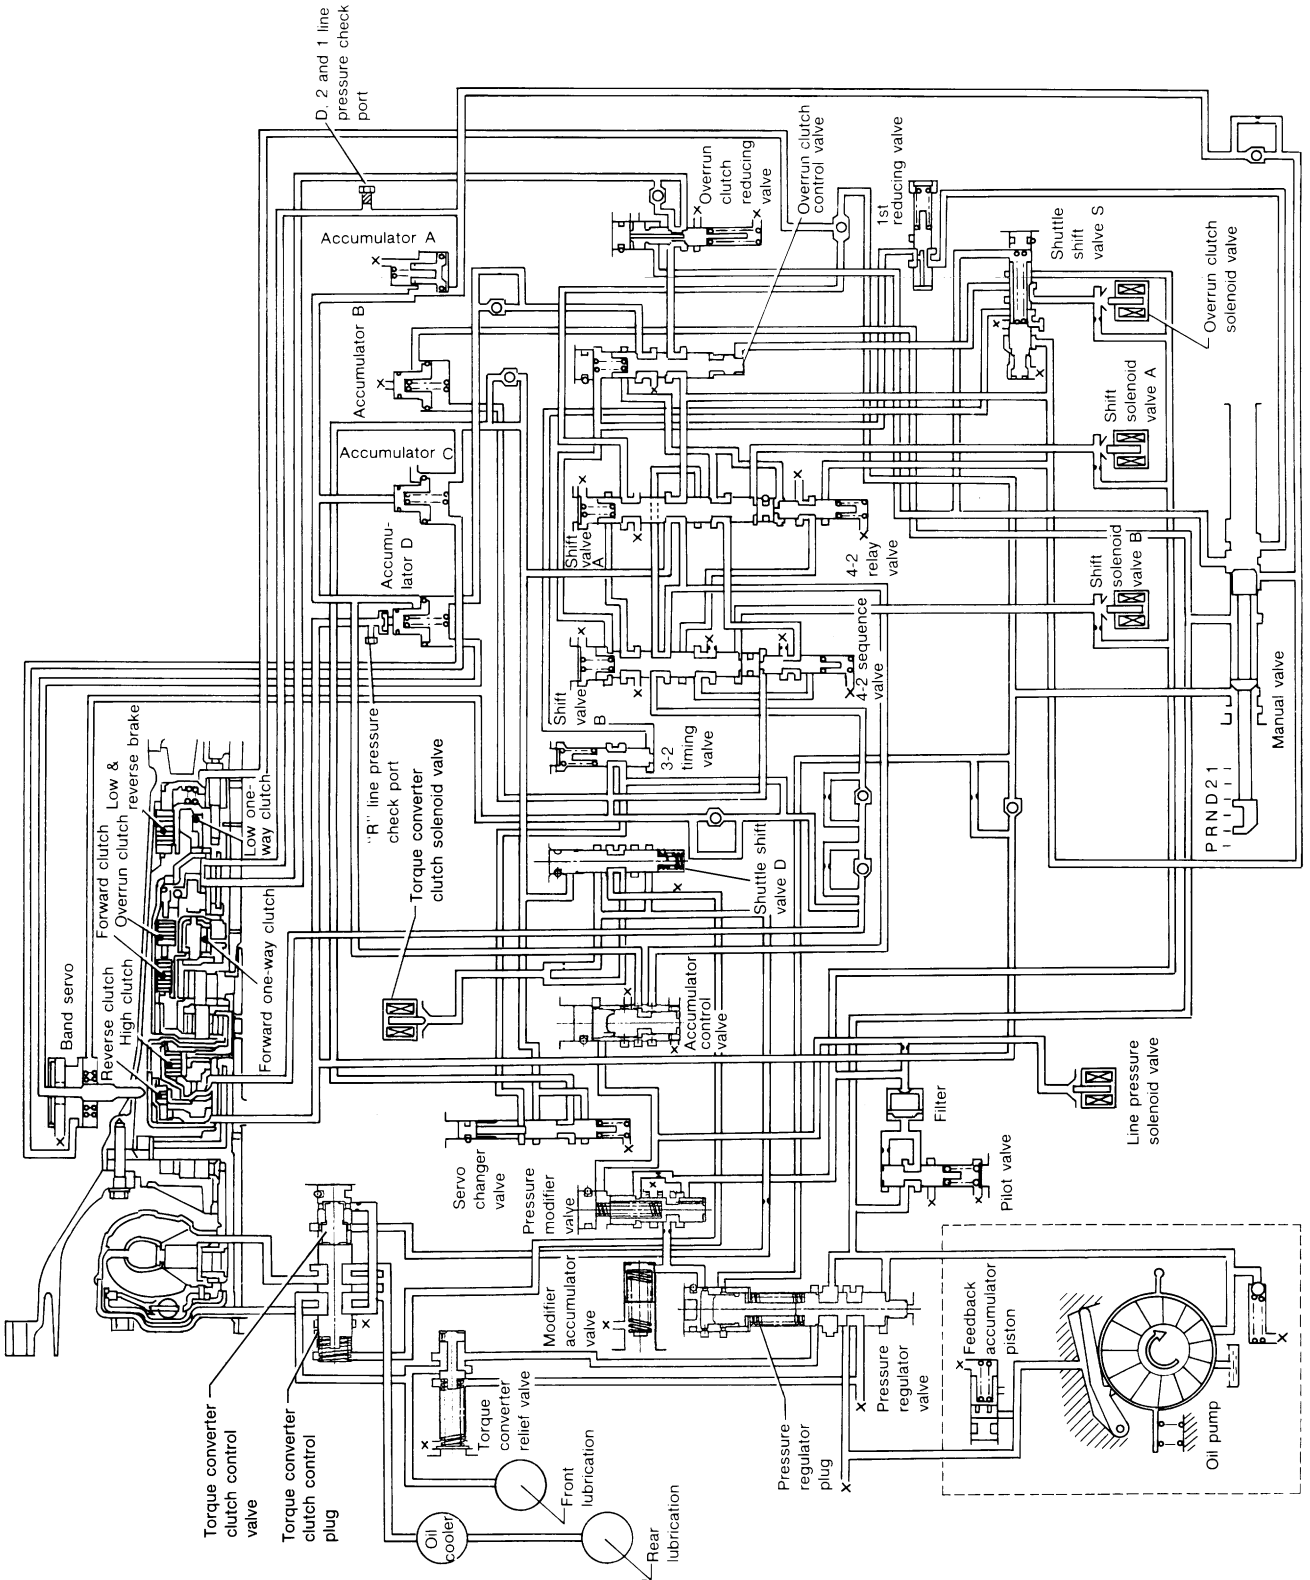 D. 2 and 1 line
pressure check
port
Accumulator A
Accumulator B
Accumulator C
Accumu-
lator D
Overrun
clutch
reducing
valve
Overrun clutch
control valve
1st
reducing valve
Shuttle
shift
valve S
Overrun clutch
solenoid valve
Shift
solenoid
valve A
Shift
solenoid
valve B
Shift
valve
A
4-2
relay
valve
Shift
valve
B
4-2 sequence
valve
3-2
timing
valve
Manual valve
P R N D 2 1
Band servo
Reverse clutch
High clutch
Forward clutch
Overrun clutch
Low &
reverse brake
Low one-
way clutch
Forward one-way clutch
"R" line pressure
check port
Torque converter
clutch solenoid valve
Shuttle shift
valve D
Accumulator
control
valve
Servo
changer
valve
Pressure
modifier
valve
Modifier
accumulator
valve
Filter
Pilot valve
Line pressure
solenoid valve
Torque converter
clutch control
valve
Torque converter
clutch control
plug
Torque
converter
relief valve
Oil
cooler
Front
lubrication
Rear
lubrication
Pressure
regulator
plug
Pressure
regulator
valve
Feedback
accumulator
piston
Oil pump